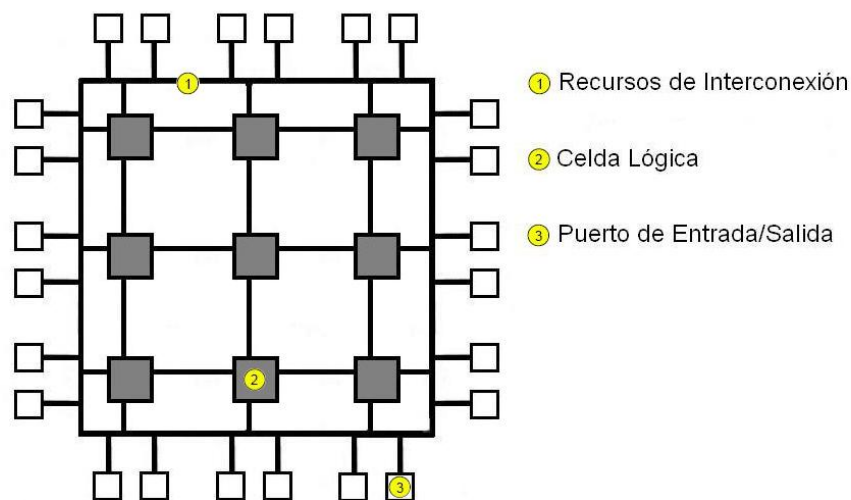 1
1 Recursos de Interconexión
2 Celda Lógica
3 Puerto de Entrada/Salida
2
3